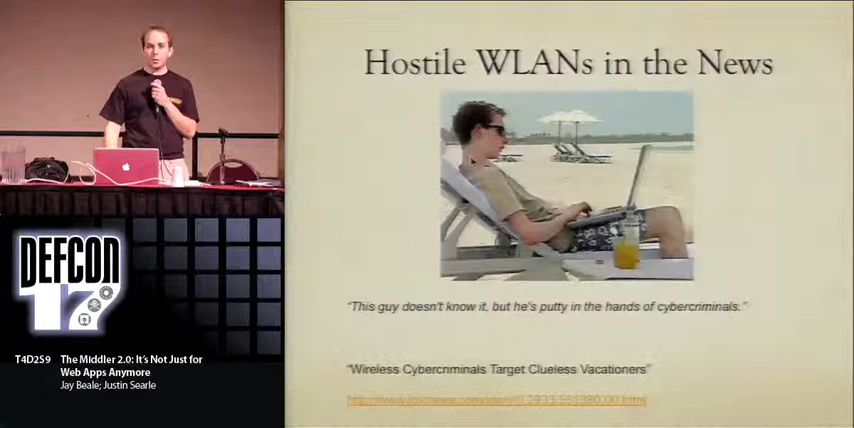 Hostile WLANs in the News
"This guy doesn't know it, but he's putty in the hands of cybercriminals."
"Wireless Cybercriminals Target Clueless Vacationers"
DEFCON
17
T4D2S9 The Middler 2.0: It's Not Just for
Web Apps Anymore
Jay Beale; Justin Searle